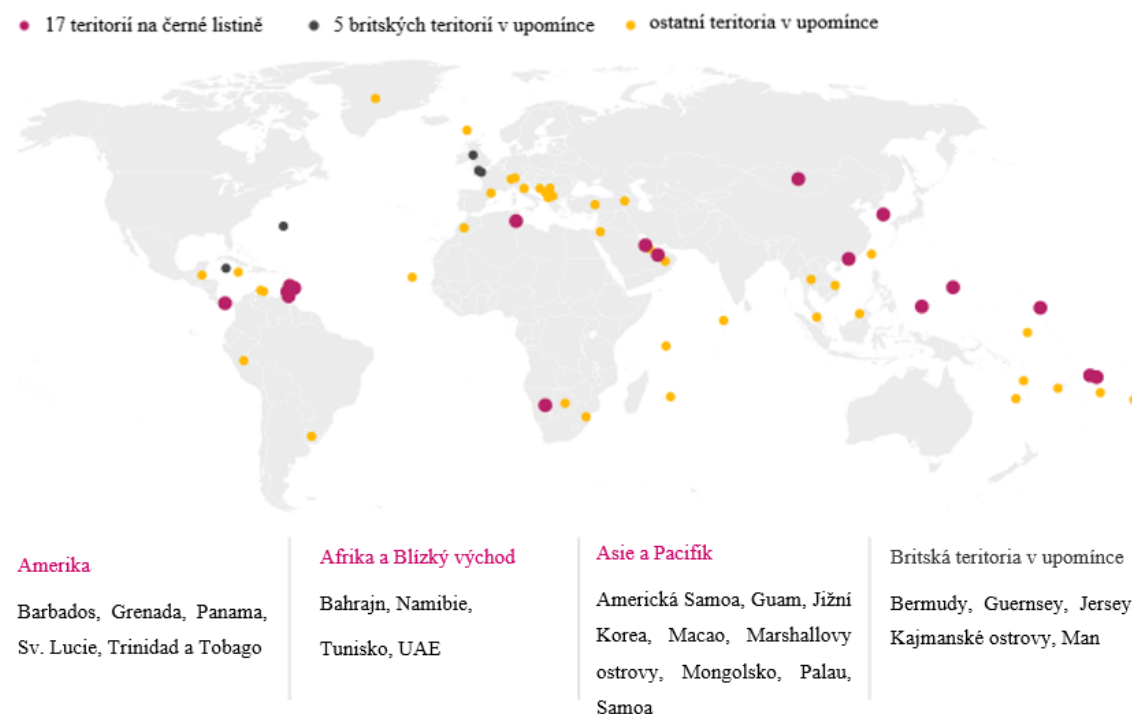 17 teritorií na černé listině
5 britských teritorií v upomínce
ostatní teritoria v upomínce
Amerika
Barbados, Grenada, Panama,
Sv. Lucie, Trinidad a Tobago
Afrika a Blízký východ
Bahrajn, Namibie,
Tunisko, UAE
Asie a Pacifik
Americká Samoa, Guam, Jižní
Korea, Macao, Marshallovy
ostrovy, Mongolsko, Palau,
Samoa
Britská teritoria v upomínce
Bermudy, Guernsey, Jersey
Kajmanské ostrovy, Man